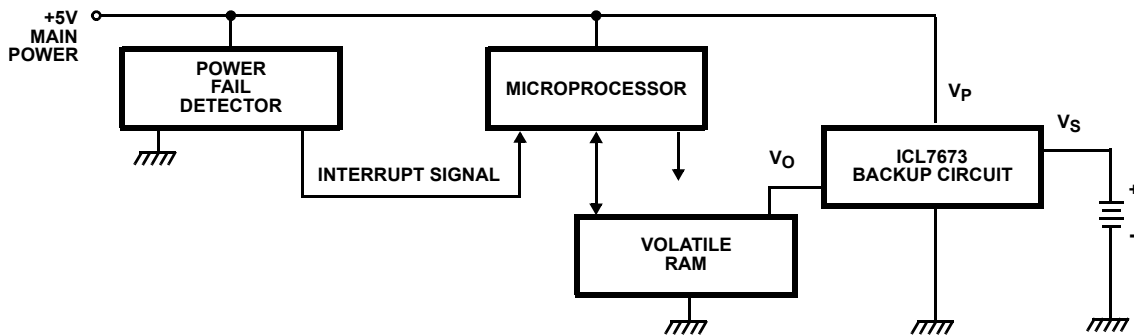 +5V
MAIN
POWER
POWER
FAIL
DETECTOR
MICROPROCESSOR
VP
VS
ICL7673
BACKUP CIRCUIT
VO
INTERRUPT SIGNAL
VOLATILE
RAM
+
-